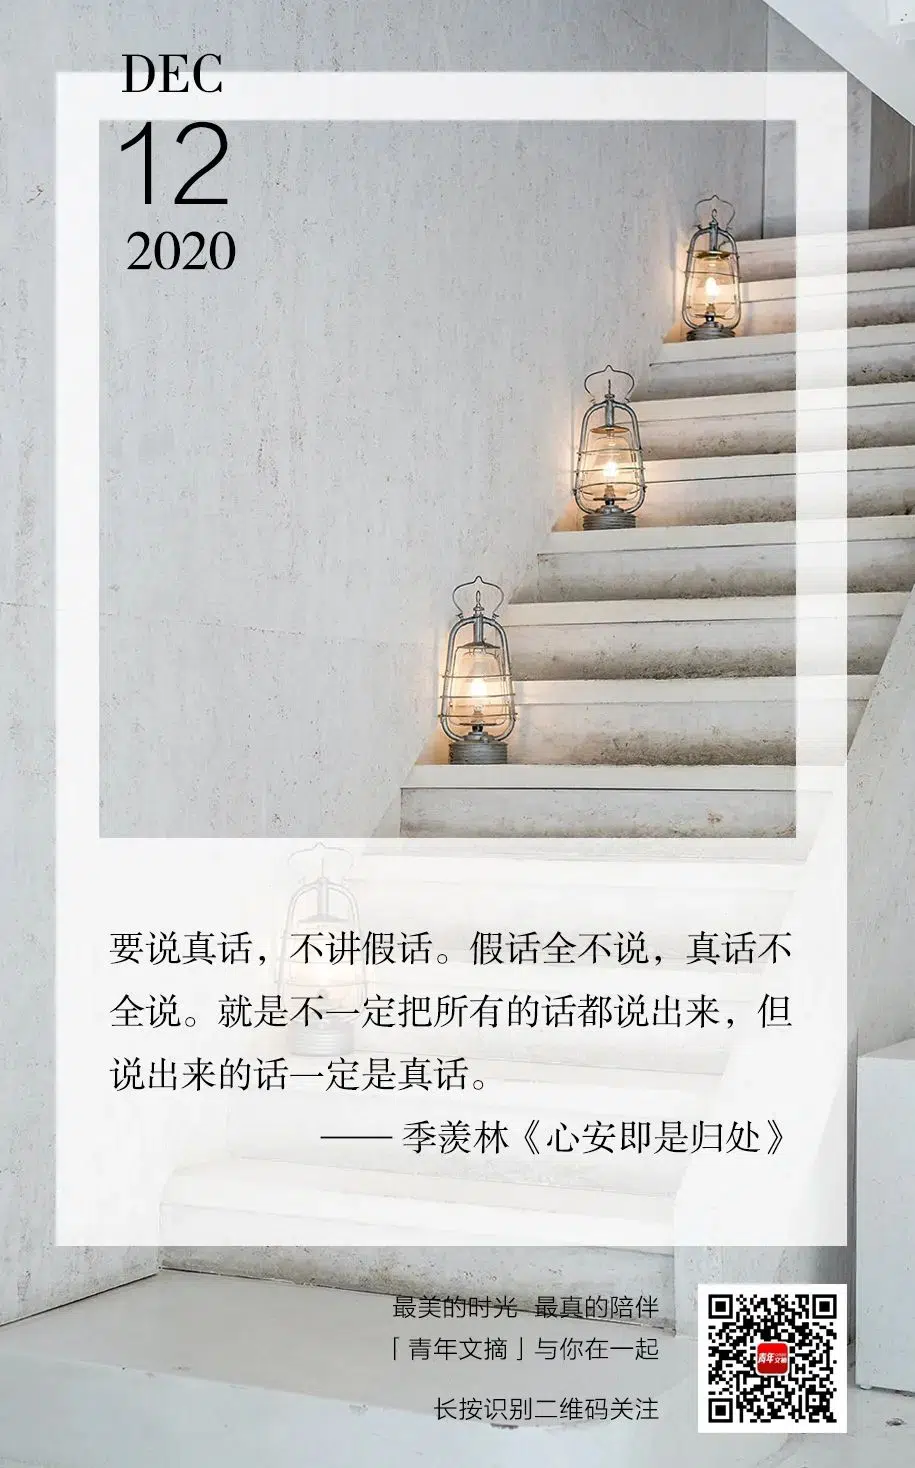 DEC
12
2020
要说真话，不讲假话。假话全不说，真话不
全说。就是不一定把所有的话都说出来，但
说出来的话一定是真话。
—— 季羡林《心安即是归处》
最美的时光 最真的陪伴
「青年文摘」与你在一起
长按识别二维码关注
青年文摘